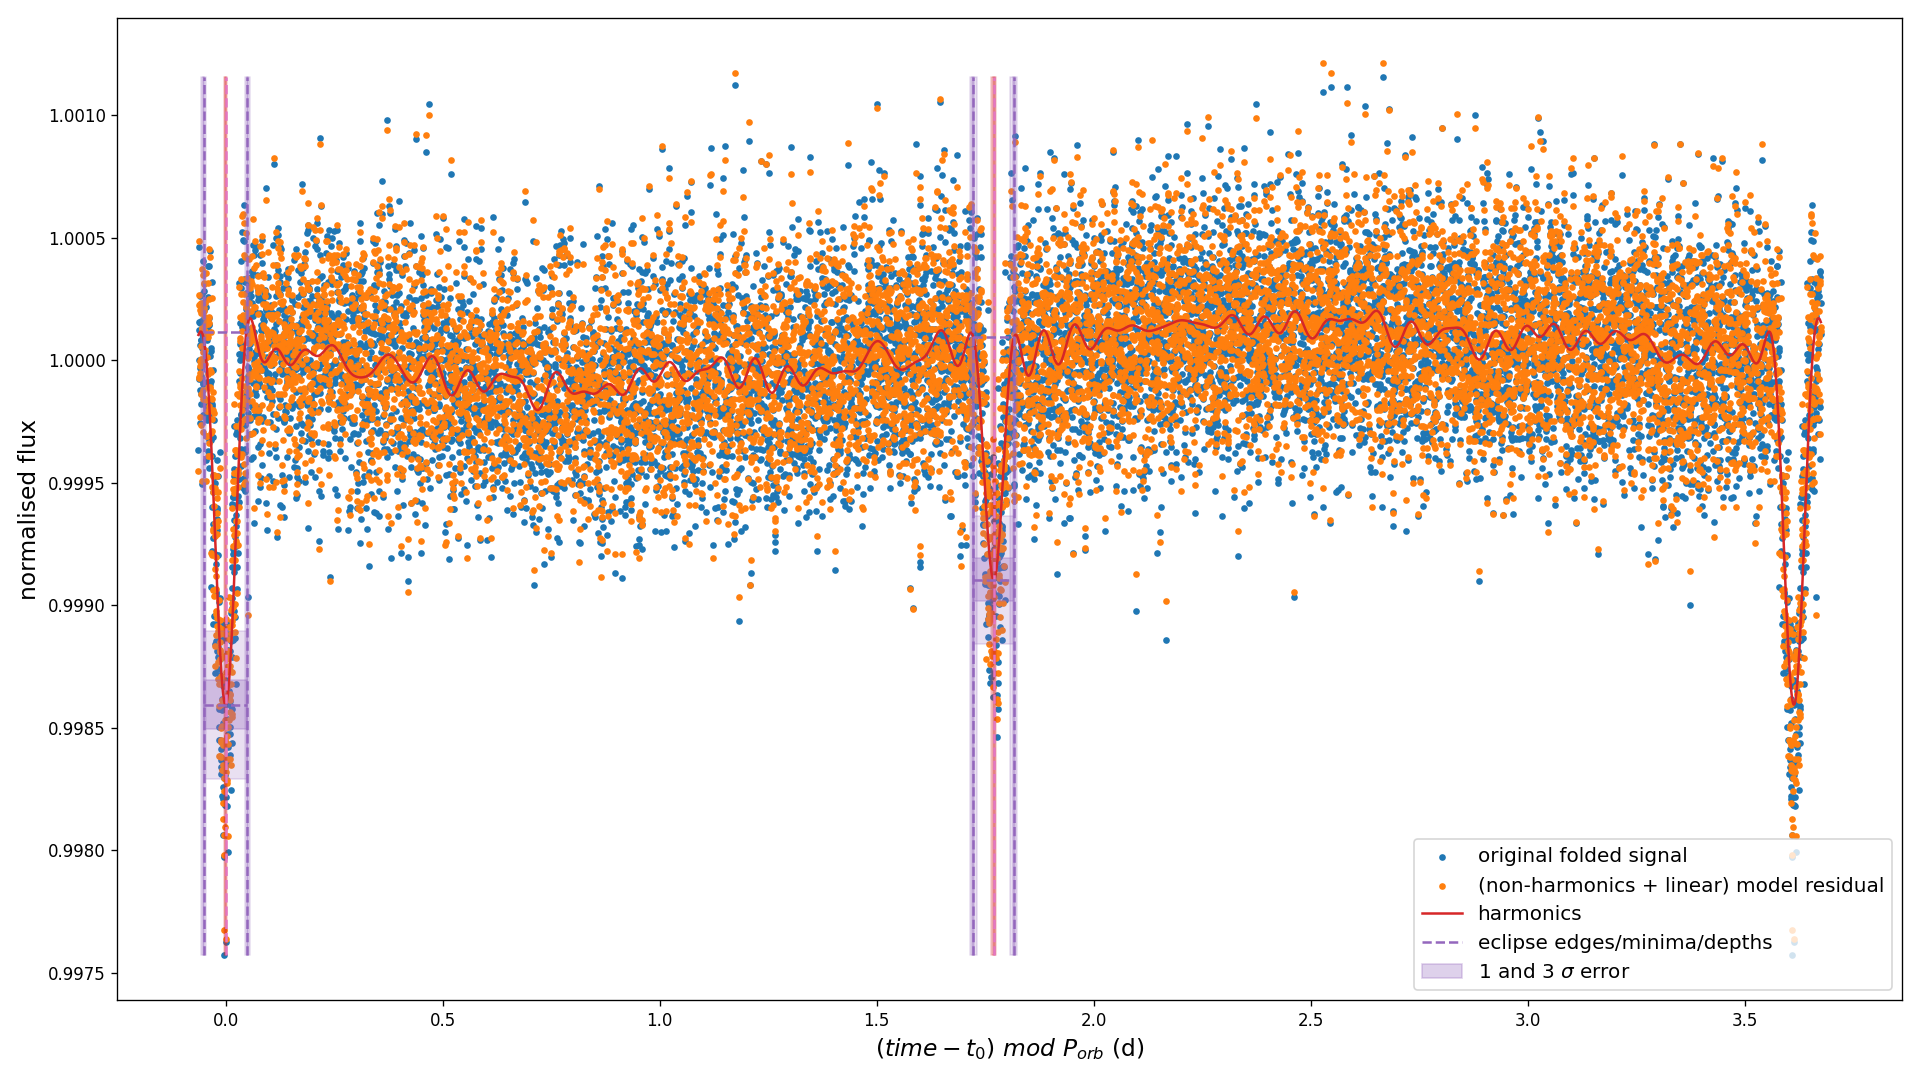 normalised flux
1.0010
1.0005
1.0000
0.9995
0.9990
0.9985
0.9980
0.9975
0.0 0.5 1.0 1.5 2.0 2.5 3.0 3.5
(time − t₀) mod Pₒᵣb (d)
original folded signal
(non-harmonics + linear) model residual
harmonics
eclipse edges/minima/depths
1 and 3 σ error